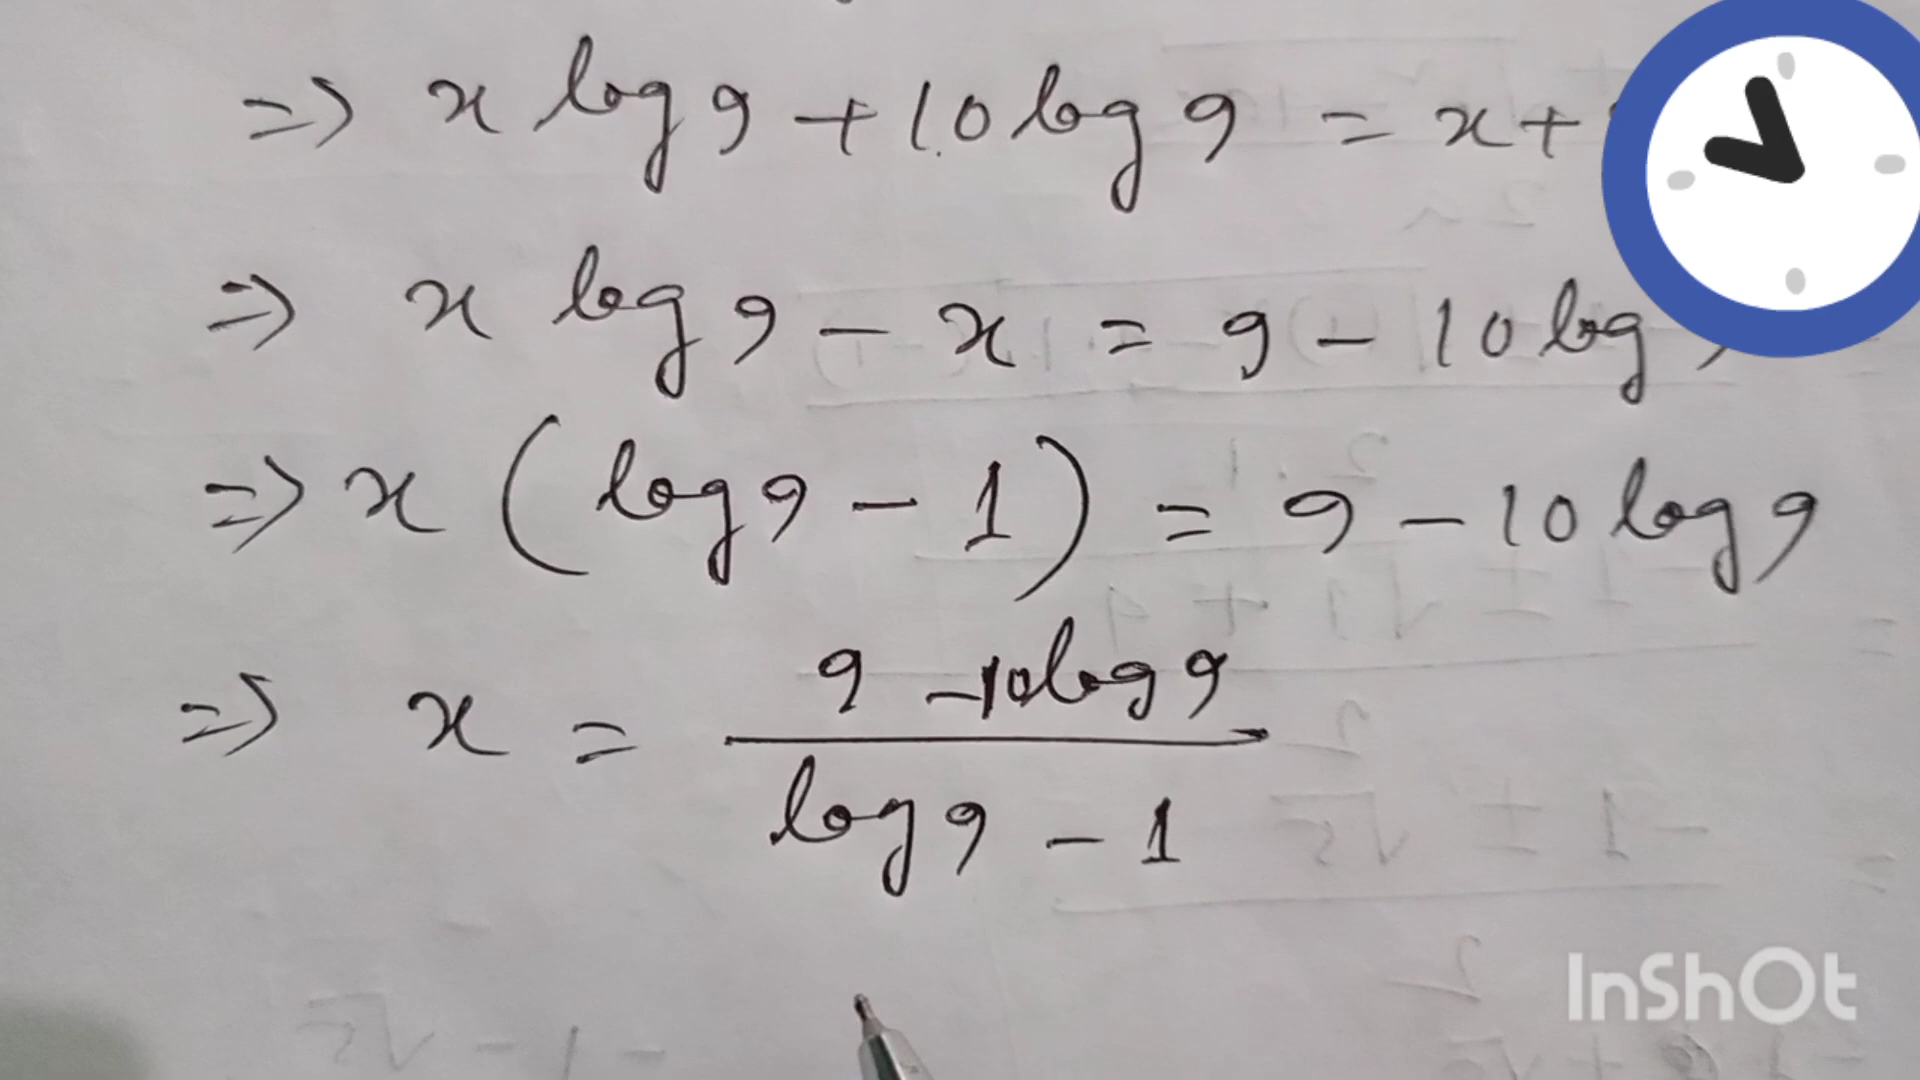 => x log 9 + 10 log 9 = x +
=> x log 9 - x = 9 - 10 log
=> x ( log 9 - 1 ) = 9 - 10 log 9
=> x = 9 - 10 log 9
log 9 - 1
InShOt